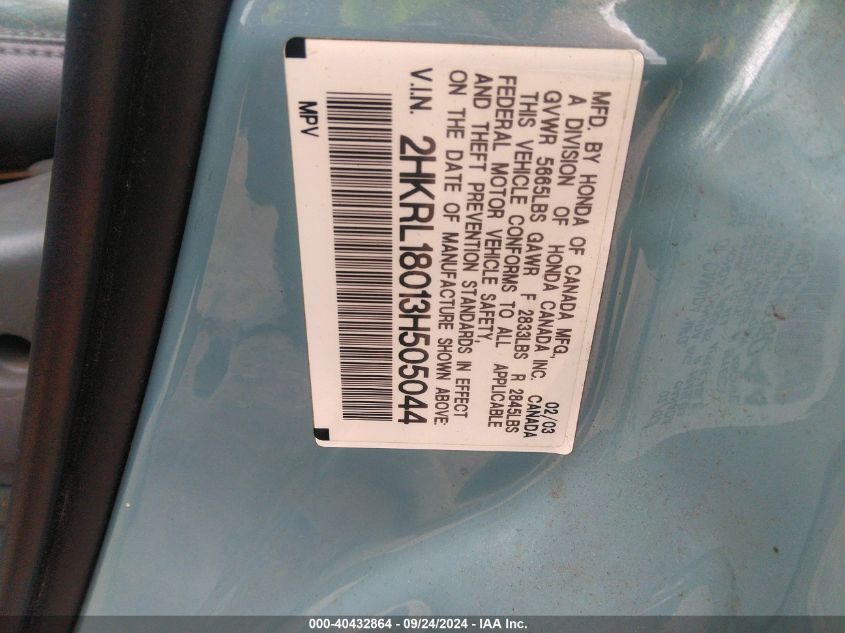 MFD. BY HONDA OF CANADA MFG.,
A DIVISION OF HONDA CANADA INC. CANADA 02/03
GVWR 5665LBS GAWR F 2833LBS R 2845LBS
THIS VEHICLE CONFORMS TO ALL APPLICABLE
FEDERAL MOTOR VEHICLE SAFETY,
AND THEFT PREVENTION STANDARDS IN EFFECT
ON THE DATE OF MANUFACTURE SHOWN ABOVE.
V.I.N. 2HKRL18013H505044
MPV
000-40432864 - 09/24/2024 - IAA Inc.